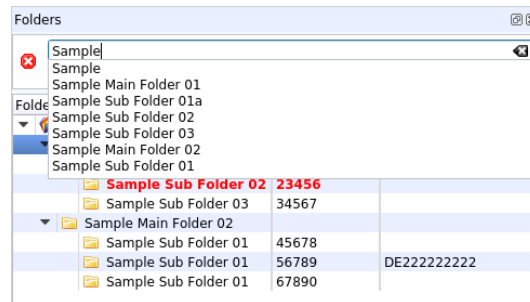 Folders
Sample
Sample
Sample Main Folder 01
Sample Sub Folder 01a
Sample Sub Folder 02
Sample Sub Folder 03
Sample Main Folder 02
Sample Sub Folder 01
Sample Sub Folder 02 23456
Sample Sub Folder 03 34567
Sample Main Folder 02
Sample Sub Folder 01 45678
Sample Sub Folder 01 56789 DE222222222
Sample Sub Folder 01 67890